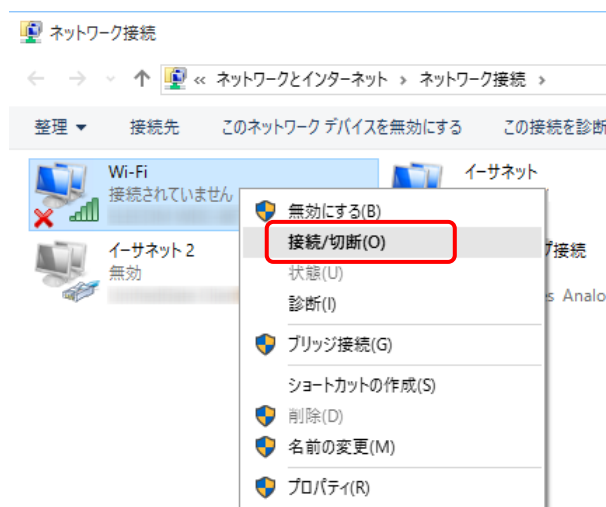 ネットワーク接続
« ネットワークとインターネット › ネットワーク接続 ›
整理 ▼ 接続先 このネットワーク デバイスを無効にする この接続を診断
Wi-Fi
接続されていません
イーサネット
イーサネット 2
無効
プ接続
s Analo
無効にする(B)
接続/切断(O)
状態(U)
診断(I)
ブリッジ接続(G)
ショートカットの作成(S)
削除(D)
名前の変更(M)
プロパティ(R)